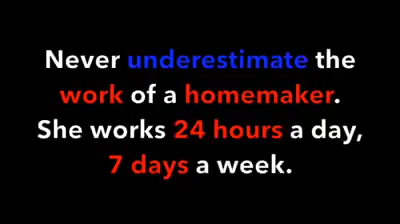 Never underestimate the
work of a homemaker.
She works 24 hours a day,
7 days a week.